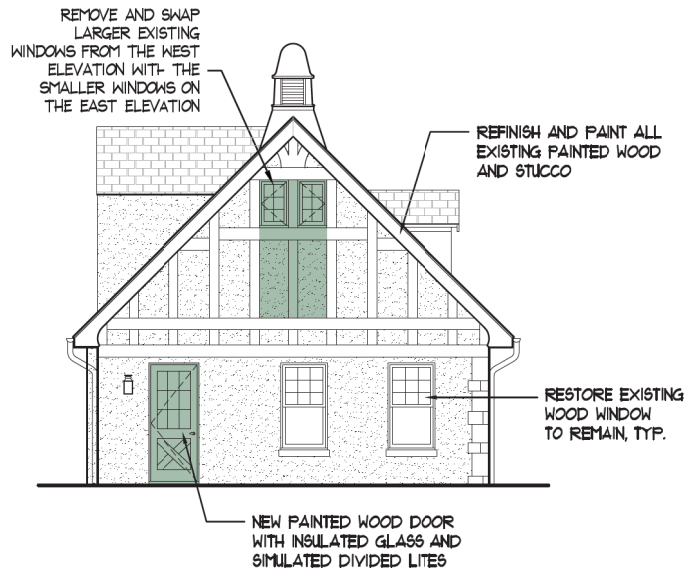 REMOVE AND SWAP
LARGER EXISTING
WINDOWS FROM THE WEST
ELEVATION WITH THE
SMALLER WINDOWS ON
THE EAST ELEVATION
REFINISH AND PAINT ALL
EXISTING PAINTED WOOD
AND STUCCO
RESTORE EXISTING
WOOD WINDOW
TO REMAIN, TYP.
NEW PAINTED WOOD DOOR
WITH INSULATED GLASS AND
SIMULATED DIVIDED LITES